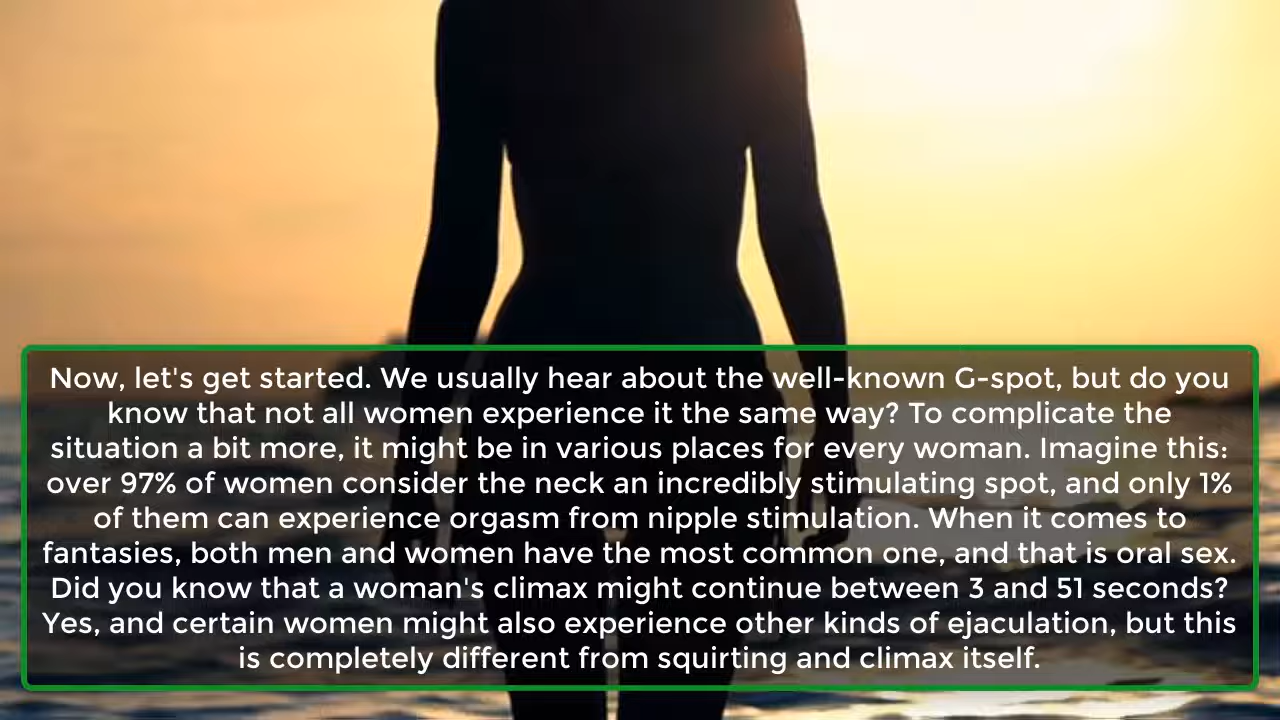 Now, let's get started. We usually hear about the well-known G-spot, but do you
know that not all women experience it the same way? To complicate the
situation a bit more, it might be in various places for every woman. Imagine this:
over 97% of women consider the neck an incredibly stimulating spot, and only 1%
of them can experience orgasm from nipple stimulation. When it comes to
fantasies, both men and women have the most common one, and that is oral sex.
Did you know that a woman's climax might continue between 3 and 51 seconds?
Yes, and certain women might also experience other kinds of ejaculation, but this
is completely different from squirting and climax itself.